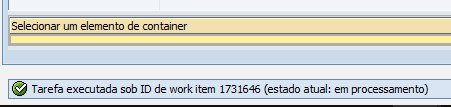 Selecionar um elemento de container
Tarefa executada sob ID de work item 1731646 (estado atual: em processamento)